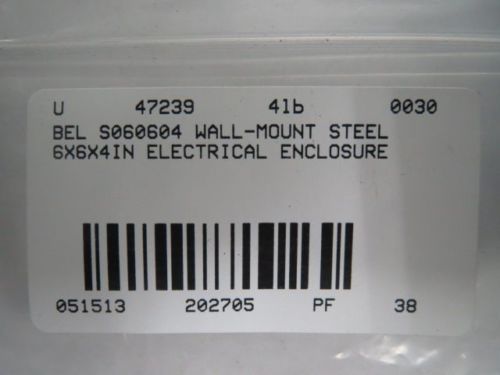 U 47239 4lb 0030
BEL S060604 WALL-MOUNT STEEL
6X6X4IN ELECTRICAL ENCLOSURE
051513 202705 PF 38